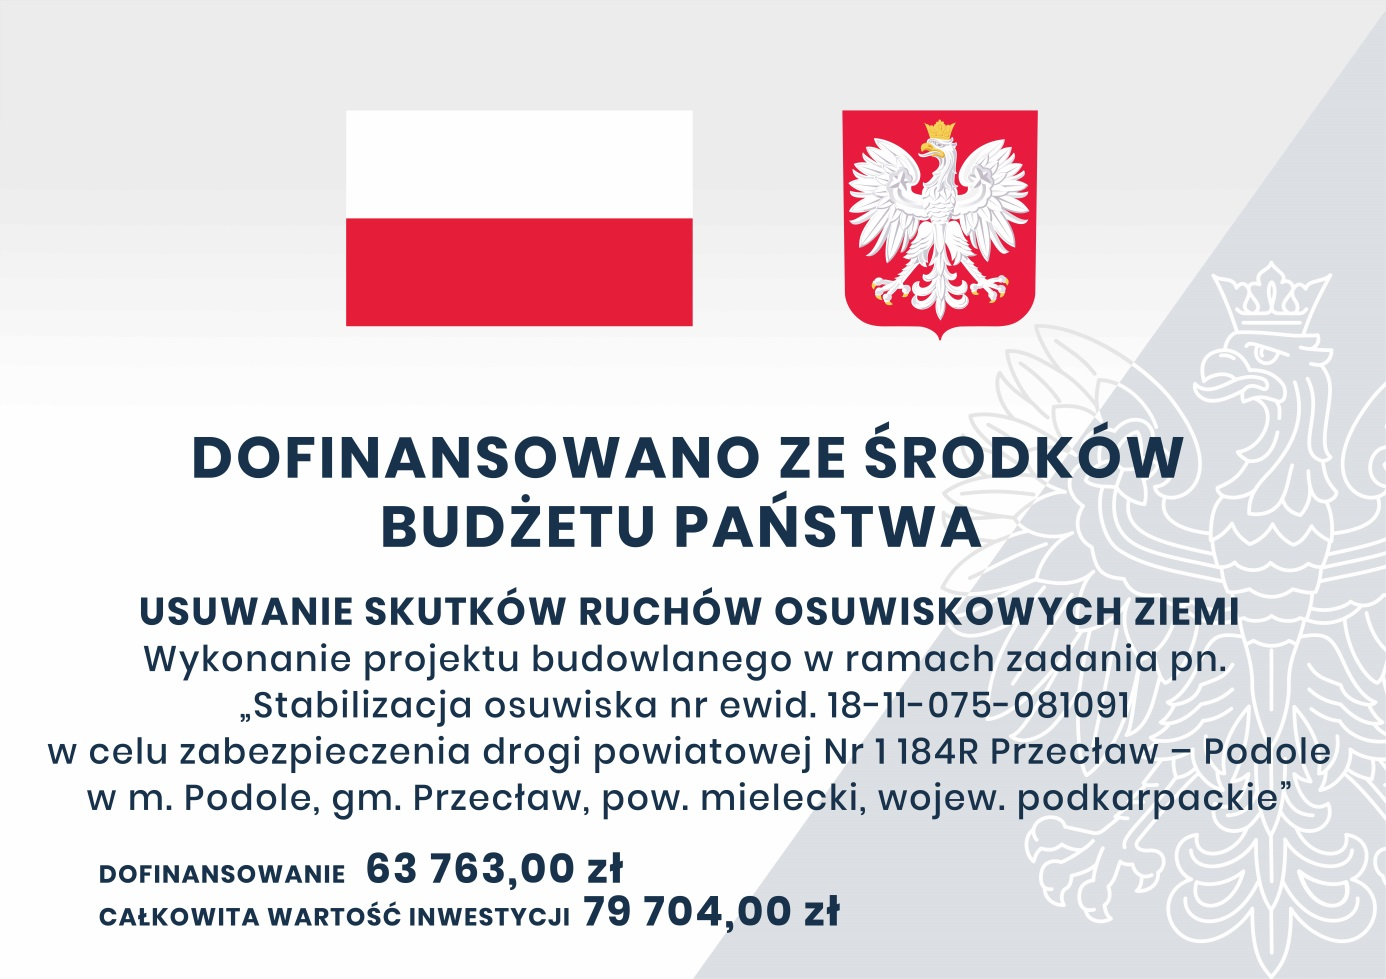 DOFINANSOWANO ZE ŚRODKÓW
BUDŻETU PAŃSTWA
USUWANIE SKUTKÓW RUCHÓW OSUWISKOWYCH ZIEMI
Wykonanie projektu budowlanego w ramach zadania pn.
„Stabilizacja osuwiska nr ewid. 18-11-075-081091
w celu zabezpieczenia drogi powiatowej Nr 1 184R Przecław – Podole
w m. Podole, gm. Przecław, pow. mielecki, wojew. podkarpackie”
DOFINANSOWANIE 63 763,00 zł
CAŁKOWITA WARTOŚĆ INWESTYCJI 79 704,00 zł